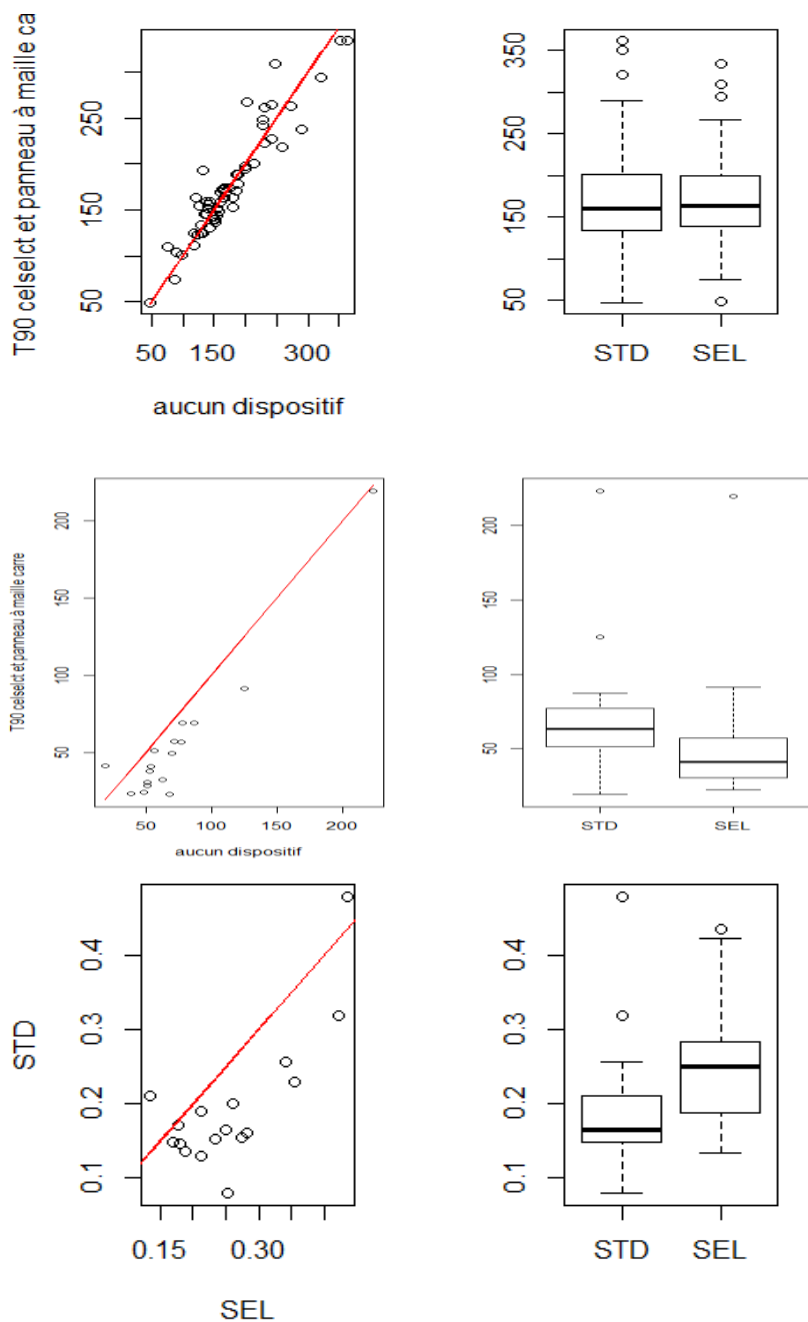 T90 celselct et panneau à maille ca
50
150
250
50
150
300
aucun dispositif
50
150
250
350
STD
SEL
T90 celselct et panneau à maille carre
50
100
150
200
50
100
150
200
aucun dispositif
50
100
150
200
STD
SEL
STD
0.1
0.2
0.3
0.4
0.15
0.30
SEL
0.1
0.2
0.3
0.4
STD
SEL